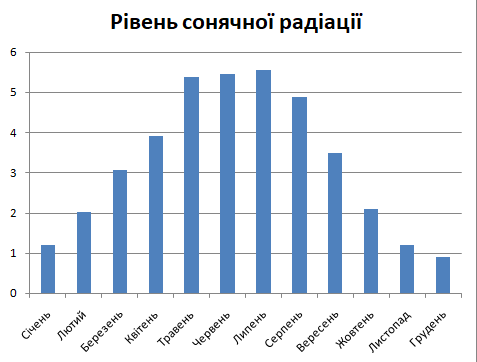 Рівень сонячної радіації
6
5
4
3
2
1
0
Січень
Лютий
Березень
Квітень
Травень
Червень
Липень
Серпень
Вересень
Жовтень
Листопад
Грудень